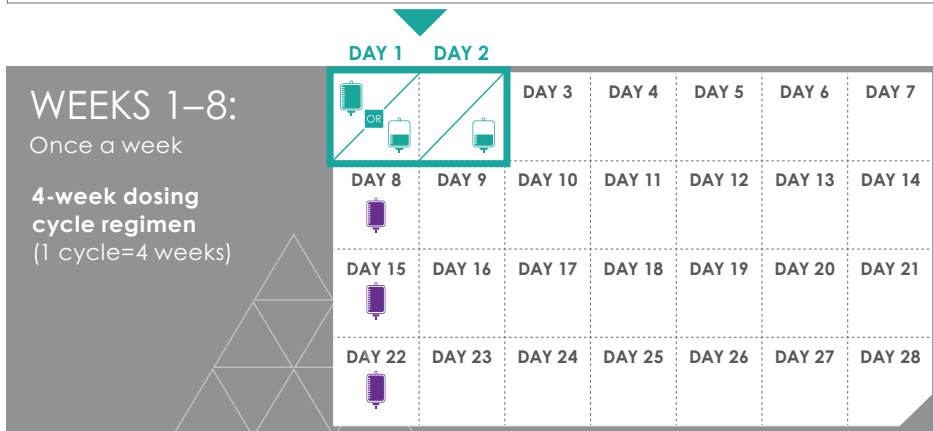 DAY 1 DAY 2
WEEKS 1–8:
Once a week
4-week dosing
cycle regimen
(1 cycle=4 weeks)
OR
DAY 3 DAY 4 DAY 5 DAY 6 DAY 7
DAY 8 DAY 9 DAY 10 DAY 11 DAY 12 DAY 13 DAY 14
DAY 15 DAY 16 DAY 17 DAY 18 DAY 19 DAY 20 DAY 21
DAY 22 DAY 23 DAY 24 DAY 25 DAY 26 DAY 27 DAY 28